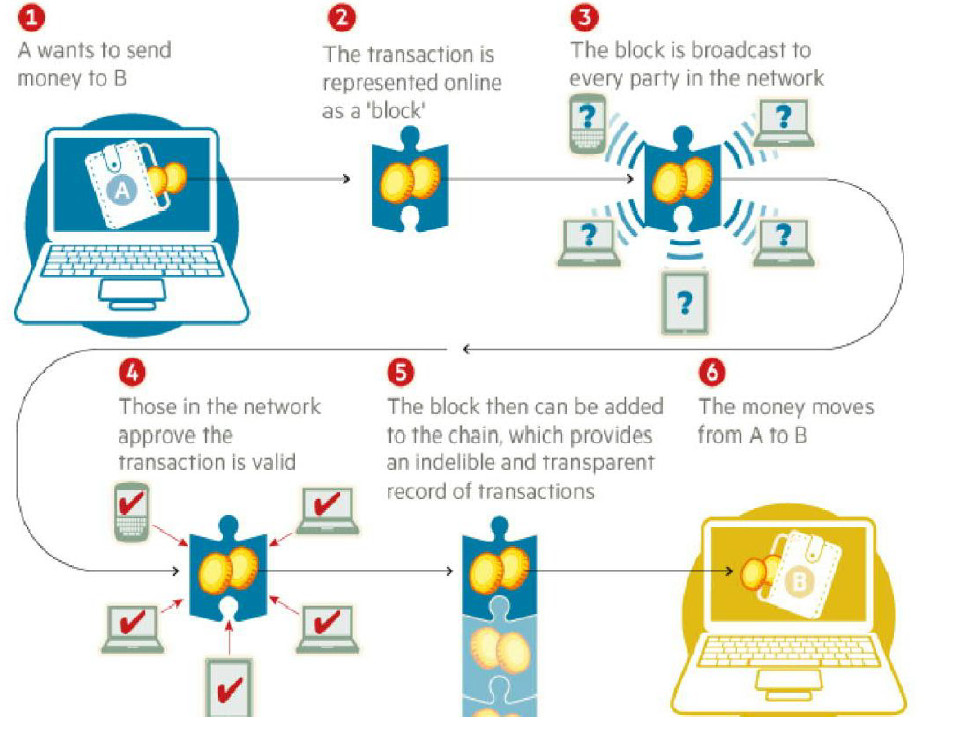 1
A wants to send
money to B
2
The transaction is
represented online
as a 'block'
3
The block is broadcast to
every party in the network
A
?
?
?
?
?
4
Those in the network
approve the
transaction is valid
5
The block then can be added
to the chain, which provides
an indelible and transparent
record of transactions
6
The money moves
from A to B
B